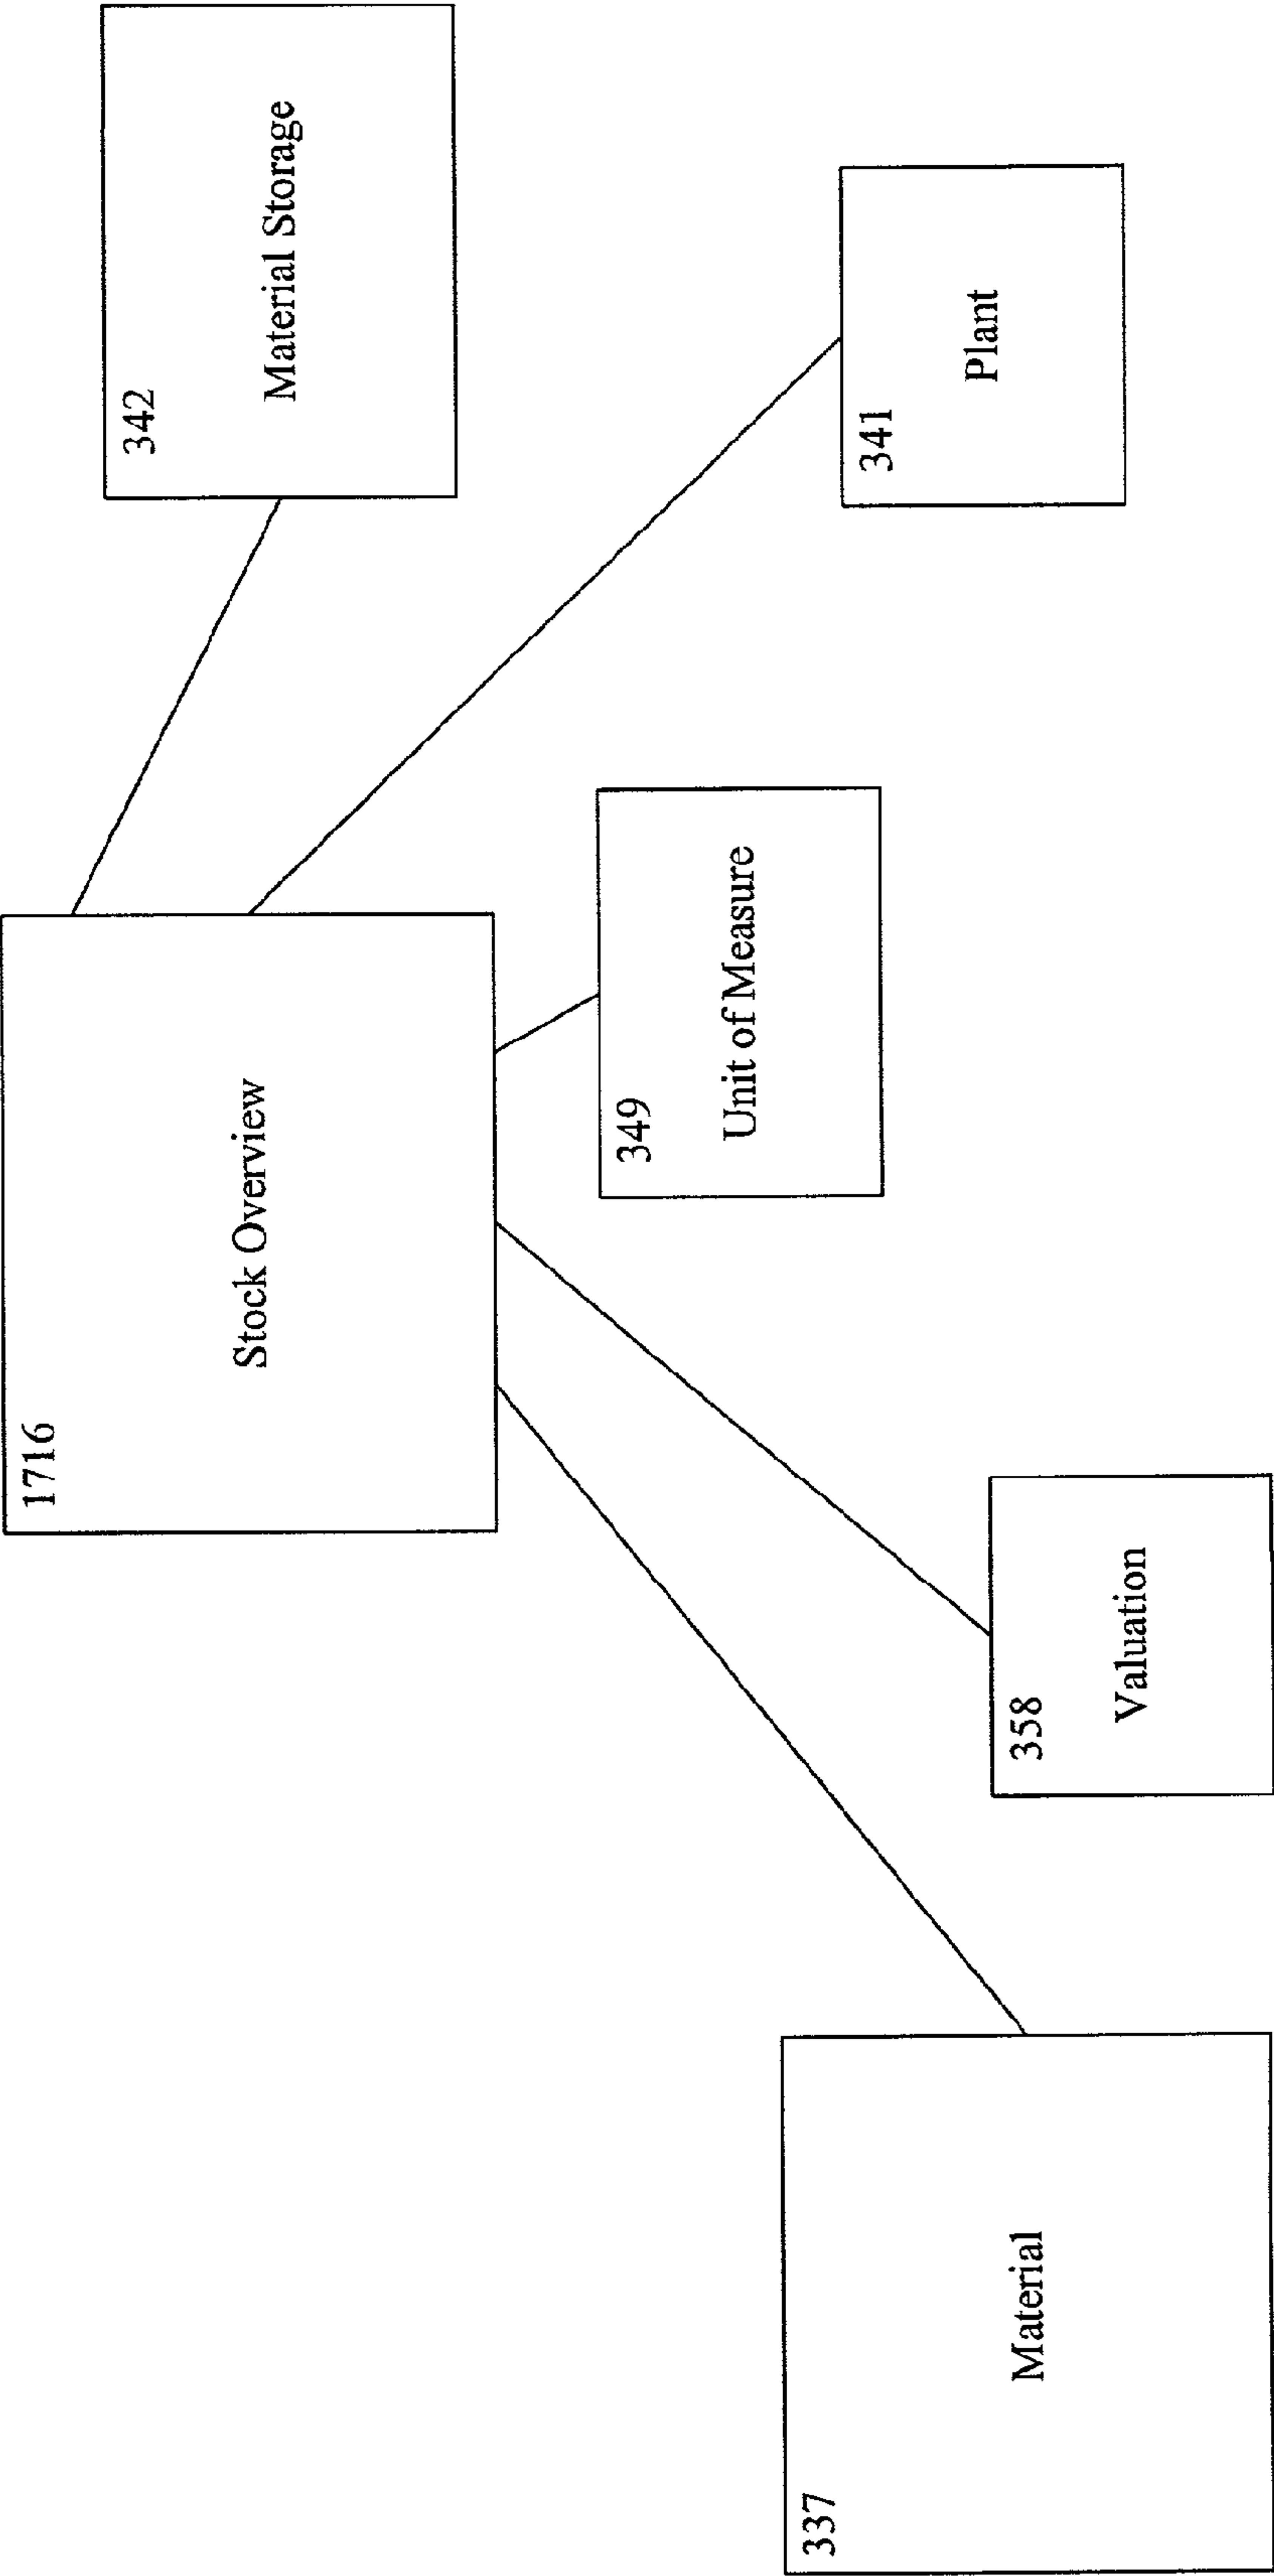 1716
Stock Overview
342
Material Storage
349
Unit of Measure
341
Plant
337
Material
358
Valuation